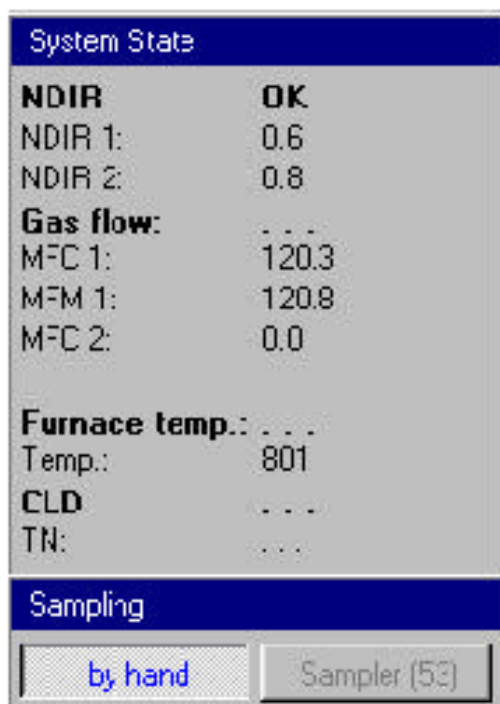 System State
NDIR OK
NDIR 1: 0.6
NDIR 2: 0.8
Gas flow: . . .
MFC 1: 120.3
MFM 1: 120.8
MFC 2: 0.0
Furnace temp.: . . .
Temp.: 801
CLD . . .
TN: . . .
Sampling
by hand Sampler (53)